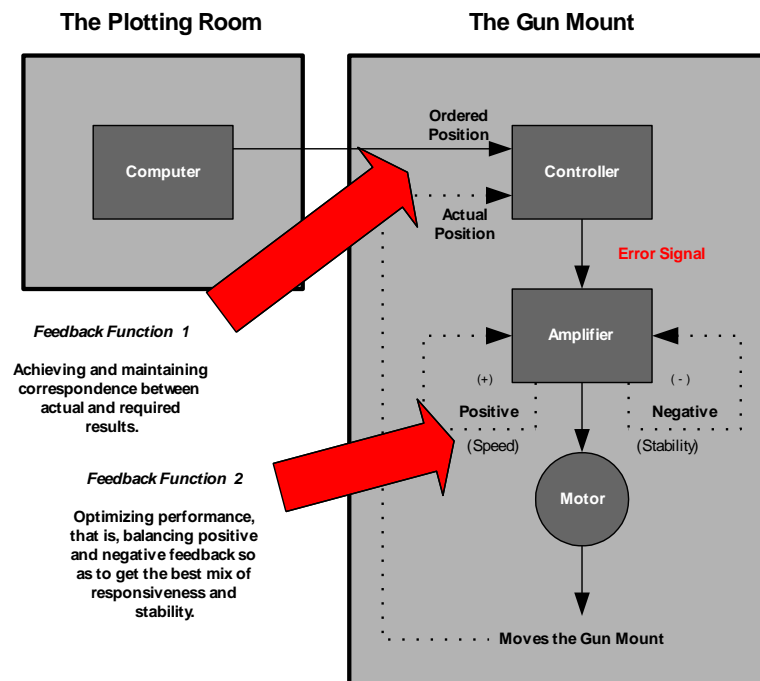 The Plotting Room
The Gun Mount
Computer
Ordered
Position
Controller
Actual
Position
Error Signal
Feedback Function 1
Achieving and maintaining
correspondence between
actual and required
results.
Amplifier
(+)
Positive
(Speed)
( - )
Negative
(Stability)
Feedback Function 2
Optimizing performance,
that is, balancing positive
and negative feedback so
as to get the best mix of
responsiveness and
stability.
Motor
Moves the Gun Mount